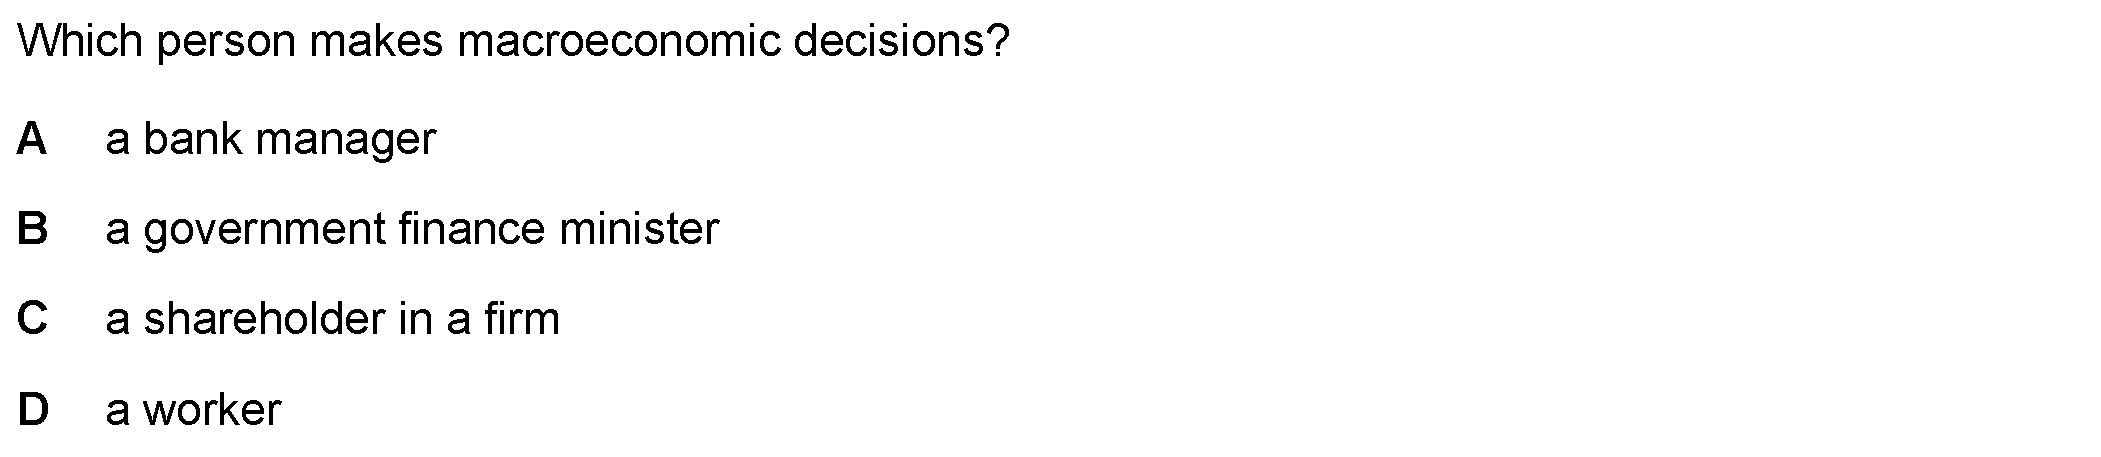 Which person makes macroeconomic decisions?
A a bank manager
B a government finance minister
C a shareholder in a firm
D a worker